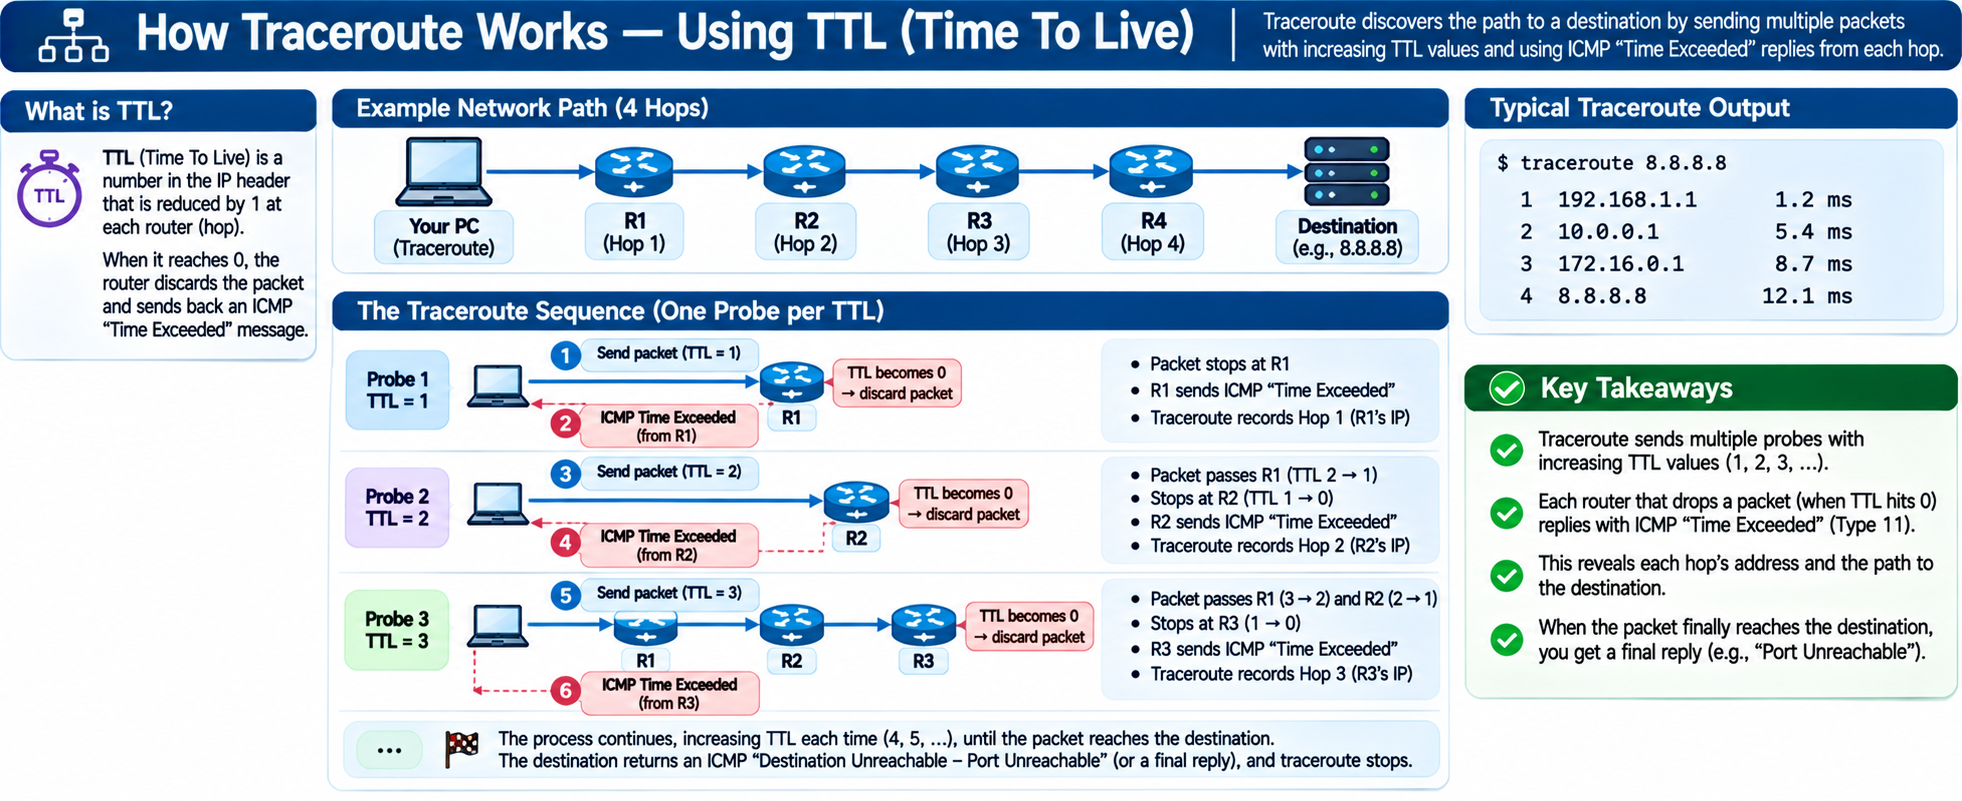 How Traceroute Works — Using TTL (Time To Live)
Traceroute discovers the path to a destination by sending multiple packets
with increasing TTL values and using ICMP “Time Exceeded” replies from each hop.
What is TTL?
TTL
TTL (Time To Live) is a
number in the IP header
that is reduced by 1 at
each router (hop).
When it reaches 0, the
router discards the packet
and sends back an ICMP
“Time Exceeded” message.
Example Network Path (4 Hops)
Your PC
(Traceroute)
R1
(Hop 1)
R2
(Hop 2)
R3
(Hop 3)
R4
(Hop 4)
Destination
(e.g., 8.8.8.8)
The Traceroute Sequence (One Probe per TTL)
Probe 1
TTL = 1
1 Send packet (TTL = 1)
2 ICMP Time Exceeded
(from R1)
R1
TTL becomes 0
→ discard packet
• Packet stops at R1
• R1 sends ICMP “Time Exceeded”
• Traceroute records Hop 1 (R1’s IP)
Probe 2
TTL = 2
3 Send packet (TTL = 2)
4 ICMP Time Exceeded
(from R2)
R2
TTL becomes 0
→ discard packet
• Packet passes R1 (TTL 2 → 1)
• Stops at R2 (TTL 1 → 0)
• R2 sends ICMP “Time Exceeded”
• Traceroute records Hop 2 (R2’s IP)
Probe 3
TTL = 3
5 Send packet (TTL = 3)
R1
R2
R3
TTL becomes 0
→ discard packet
6 ICMP Time Exceeded
(from R3)
• Packet passes R1 (3 → 2) and R2 (2 → 1)
• Stops at R3 (1 → 0)
• R3 sends ICMP “Time Exceeded”
• Traceroute records Hop 3 (R3’s IP)
...
The process continues, increasing TTL each time (4, 5, ...), until the packet reaches the destination.
The destination returns an ICMP “Destination Unreachable – Port Unreachable” (or a final reply), and traceroute stops.
Typical Traceroute Output
$ traceroute 8.8.8.8
1 192.168.1.1 1.2 ms
2 10.0.0.1 5.4 ms
3 172.16.0.1 8.7 ms
4 8.8.8.8 12.1 ms
Key Takeaways
Traceroute sends multiple probes with
increasing TTL values (1, 2, 3, ...).
Each router that drops a packet (when TTL hits 0)
replies with ICMP “Time Exceeded” (Type 11).
This reveals each hop’s address and the path to
the destination.
When the packet finally reaches the destination,
you get a final reply (e.g., “Port Unreachable”).